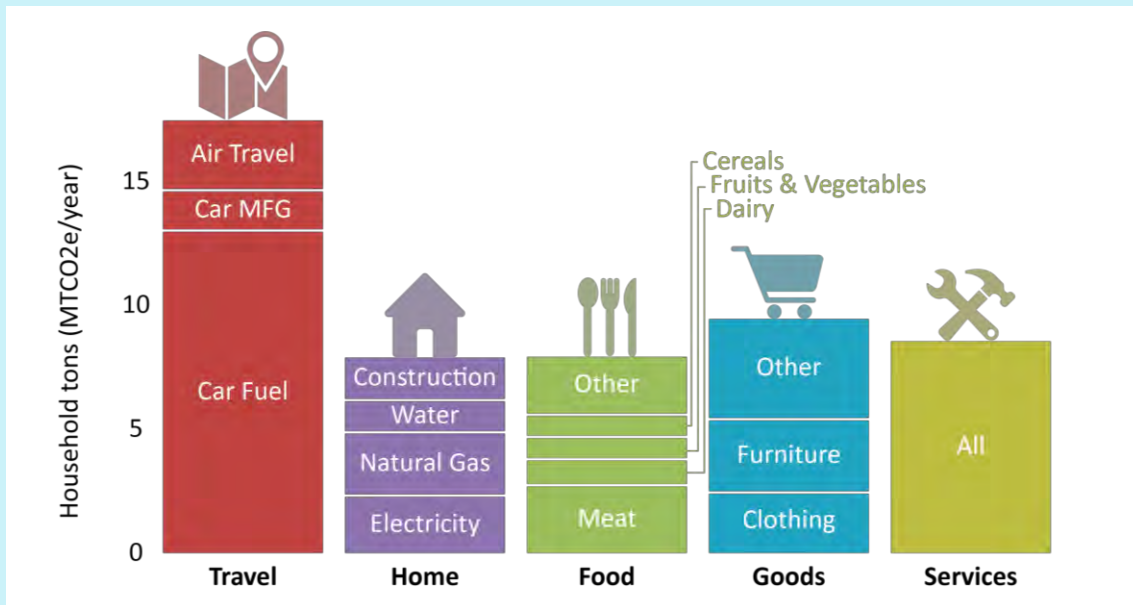 Household tons (MTCO2e/year)
15
10
5
0
Air Travel
Car MFG
Car Fuel
Travel
Construction
Water
Natural Gas
Electricity
Home
Cereals
Fruits & Vegetables
Dairy
Other
Meat
Food
Other
Furniture
Clothing
Goods
All
Services